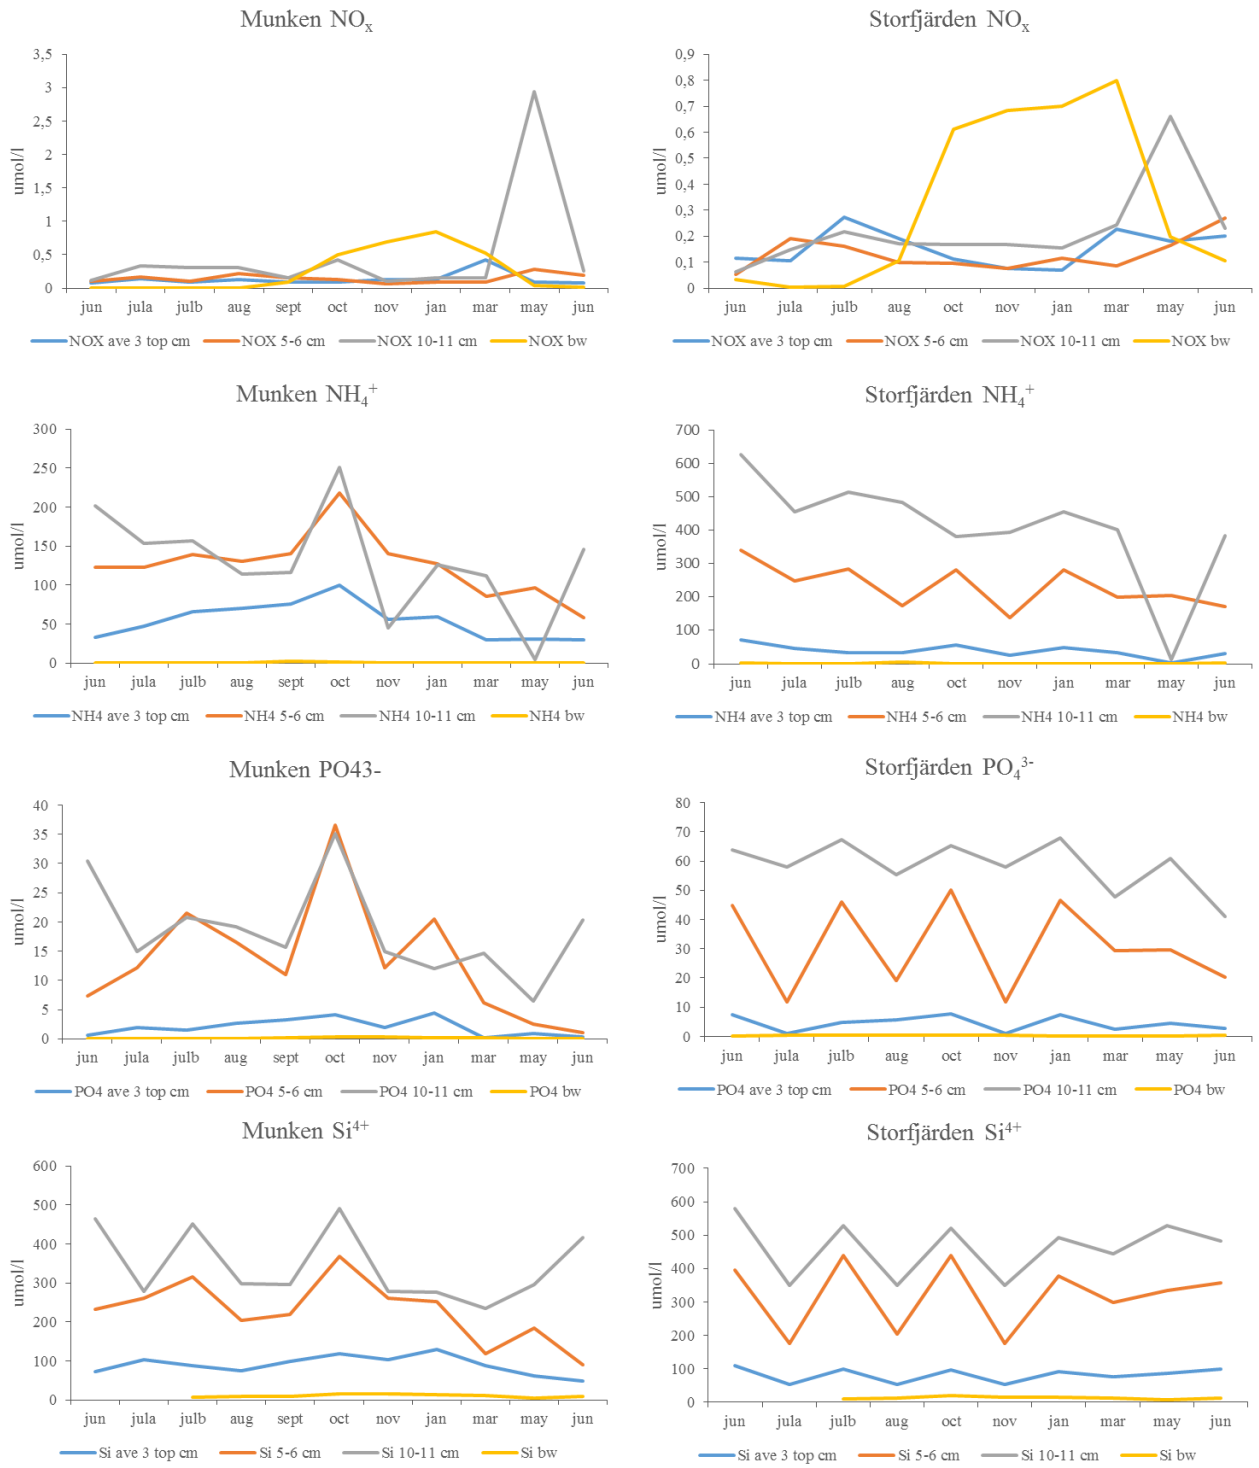 Munken NOx
3,5
3
2,5
2
1,5
1
0,5
0
umol/l
jun jula julb aug sept oct nov jan mar may jun
NOX ave 3 top cm NOX 5-6 cm NOX 10-11 cm NOX bw
Storfjärden NOx
0,9
0,8
0,7
0,6
0,5
0,4
0,3
0,2
0,1
0
umol/l
jun jula julb aug oct nov jan mar may jun
NOX ave 3 top cm NOX 5-6 cm NOX 10-11 cm NOX bw
Munken NH4+
300
250
200
150
100
50
0
umol/l
jun jula julb aug sept oct nov jan mar may jun
NH4 ave 3 top cm NH4 5-6 cm NH4 10-11 cm NH4 bw
Storfjärden NH4+
700
600
500
400
300
200
100
0
umol/l
jun jula julb aug oct nov jan mar may jun
NH4 ave 3 top cm NH4 5-6 cm NH4 10-11 cm NH4 bw
Munken PO43-
40
35
30
25
20
15
10
5
0
umol/l
jun jula julb aug sept oct nov jan mar may jun
PO4 ave 3 top cm PO4 5-6 cm PO4 10-11 cm PO4 bw
Storfjärden PO43-
80
70
60
50
40
30
20
10
0
umol/l
jun jula julb aug oct nov jan mar may jun
PO4 ave 3 top cm PO4 5-6 cm PO4 10-11 cm PO4 bw
Munken Si4+
600
500
400
300
200
100
0
umol/l
jun jula julb aug sept oct nov jan mar may jun
Si ave 3 top cm Si 5-6 cm Si 10-11 cm Si bw
Storfjärden Si4+
700
600
500
400
300
200
100
0
umol/l
jun jula julb aug oct nov jan mar may jun
Si ave 3 top cm Si 5-6 cm Si 10-11 cm Si bw